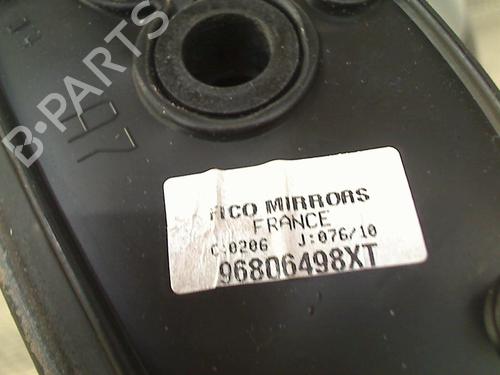 B-PARTS
FICO MIRRORS
FRANCE
C:0206 J:076/10
96806498XT